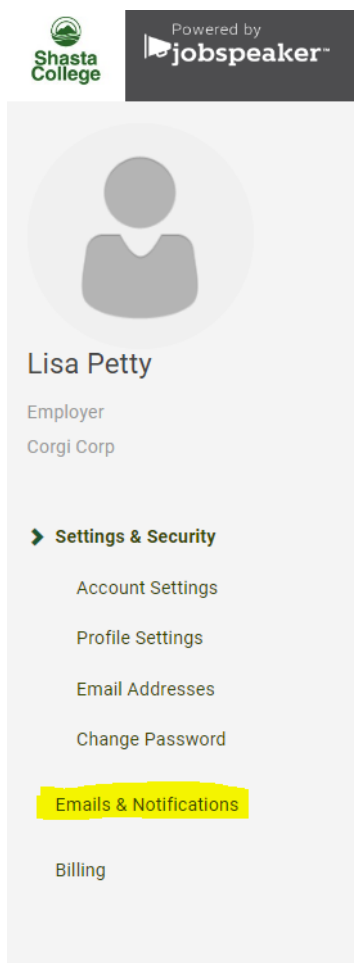 Powered by
jobspeaker™
Shasta
College
Lisa Petty
Employer
Corgi Corp
Settings & Security
Account Settings
Profile Settings
Email Addresses
Change Password
Emails & Notifications
Billing